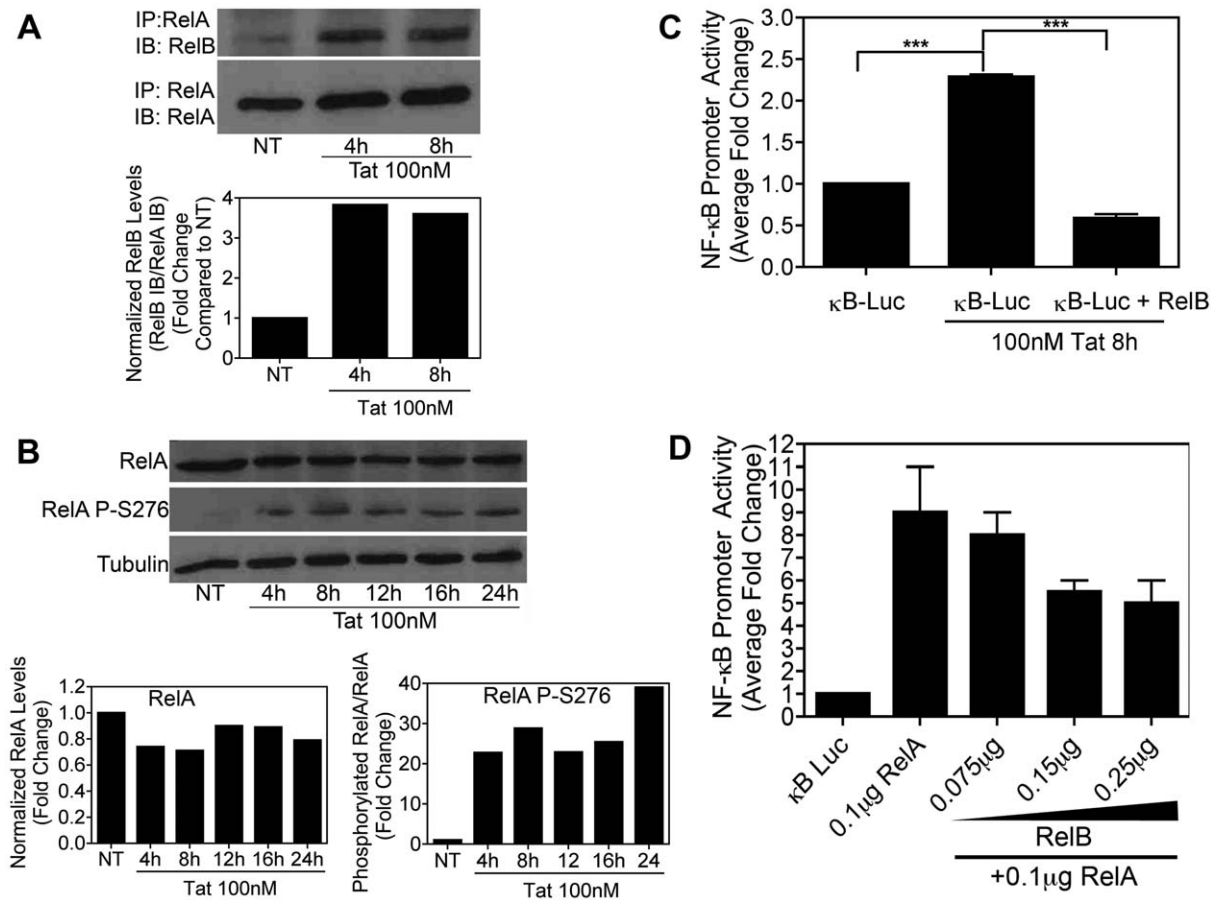 A
IP:RelA
IB: RelB
IP: RelA
IB: RelA
NT 4h 8h
Tat 100nM
Normalized RelB Levels
(RelB IB/RelA IB)
(Fold Change
Compared to NT)
4
3
2
1
0
NT 4h 8h
Tat 100nM
B
RelA
RelA P-S276
Tubulin
NT 4h 8h 12h 16h 24h
Tat 100nM
Normalized RelA Levels
(Fold Change)
RelA
1.2
1.0
0.8
0.6
0.4
0.2
0.0
NT 4h 8h 12h 16h 24h
Tat 100nM
Phosphorylated RelA/RelA
(Fold Change)
RelA P-S276
40
20
0
NT 4h 8h 12 16h 24
Tat 100nM
C
NF-κB Promoter Activity
(Average Fold Change)
3.0
2.5
2.0
1.5
1.0
0.5
0.0
*** ***
κB-Luc κB-Luc κB-Luc + RelB
100nM Tat 8h
D
NF-κB Promoter Activity
(Average Fold Change)
12
11
10
9
8
7
6
5
4
3
2
1
0
κB Luc 0.1μg RelA 0.075μg 0.15μg 0.25μg
RelB
+0.1μg RelA